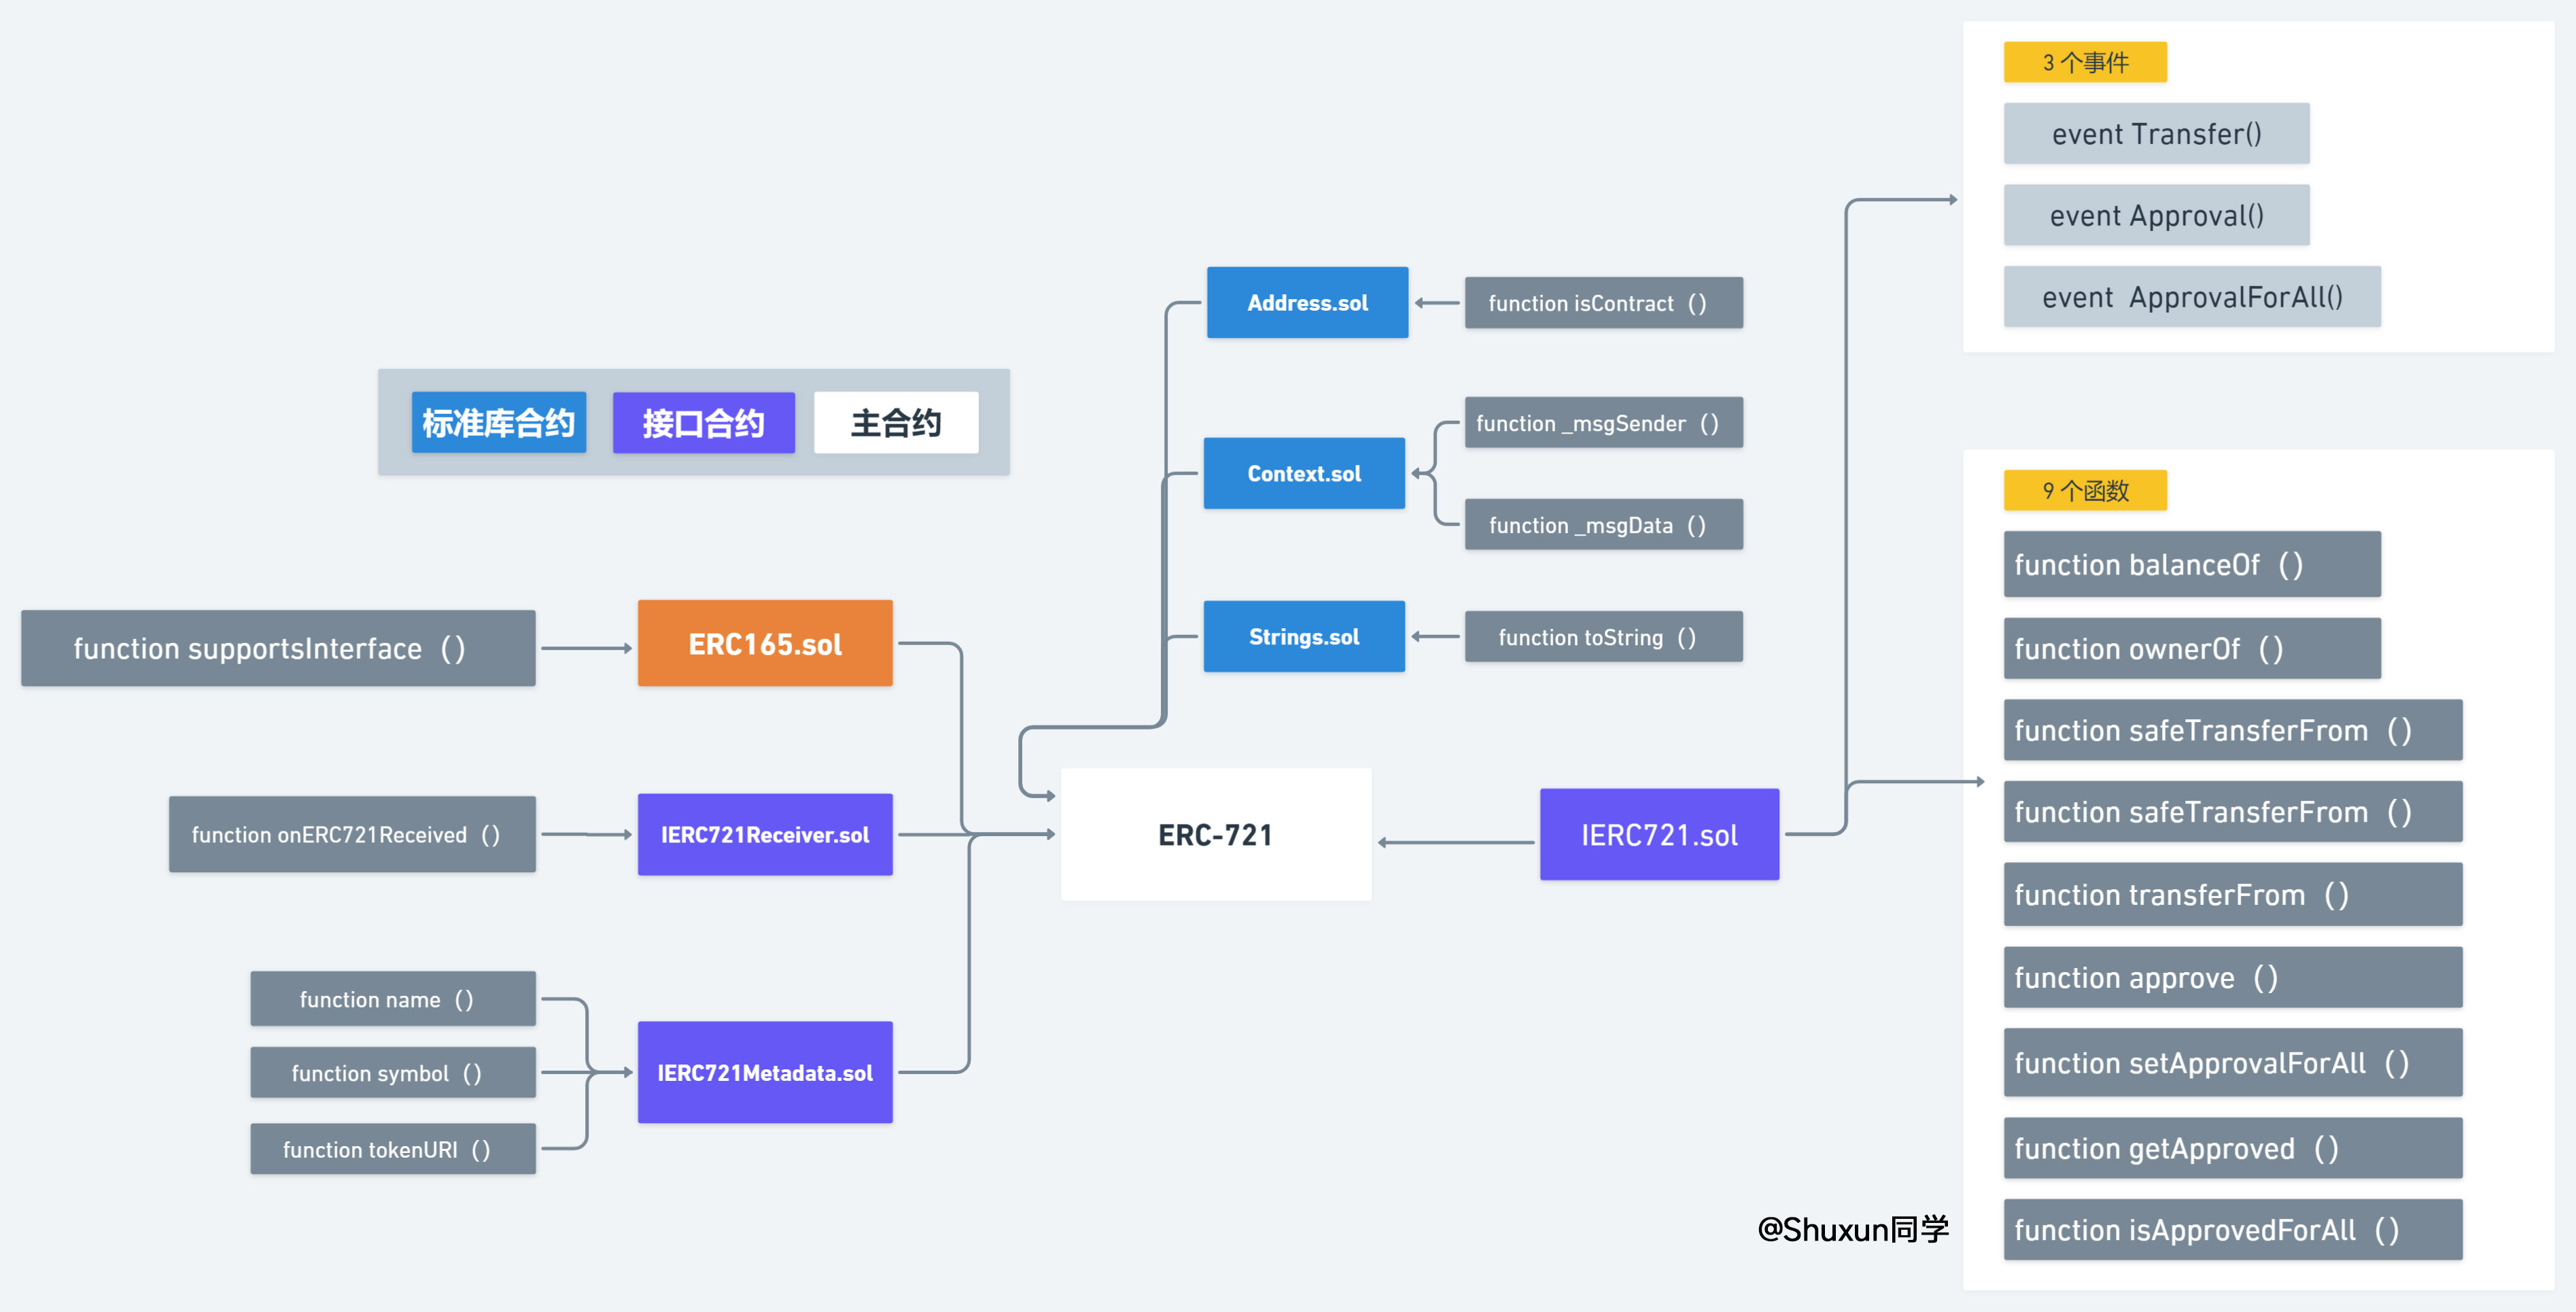 标准库合约
接口合约
主合约
function supportsInterface （）
ERC165.sol
function onERC721Received （）
IERC721Receiver.sol
function name （）
function symbol （）
function tokenURI （）
IERC721Metadata.sol
Address.sol
function isContract （）
Context.sol
function _msgSender （）
function _msgData （）
Strings.sol
function toString （）
ERC-721
IERC721.sol
3 个事件
event Transfer()
event Approval()
event  ApprovalForAll()
9 个函数
function balanceOf （）
function ownerOf （）
function safeTransferFrom （）
function safeTransferFrom （）
function transferFrom （）
function approve （）
function setApprovalForAll （）
function getApproved （）
function isApprovedForAll （）
@Shuxun同学